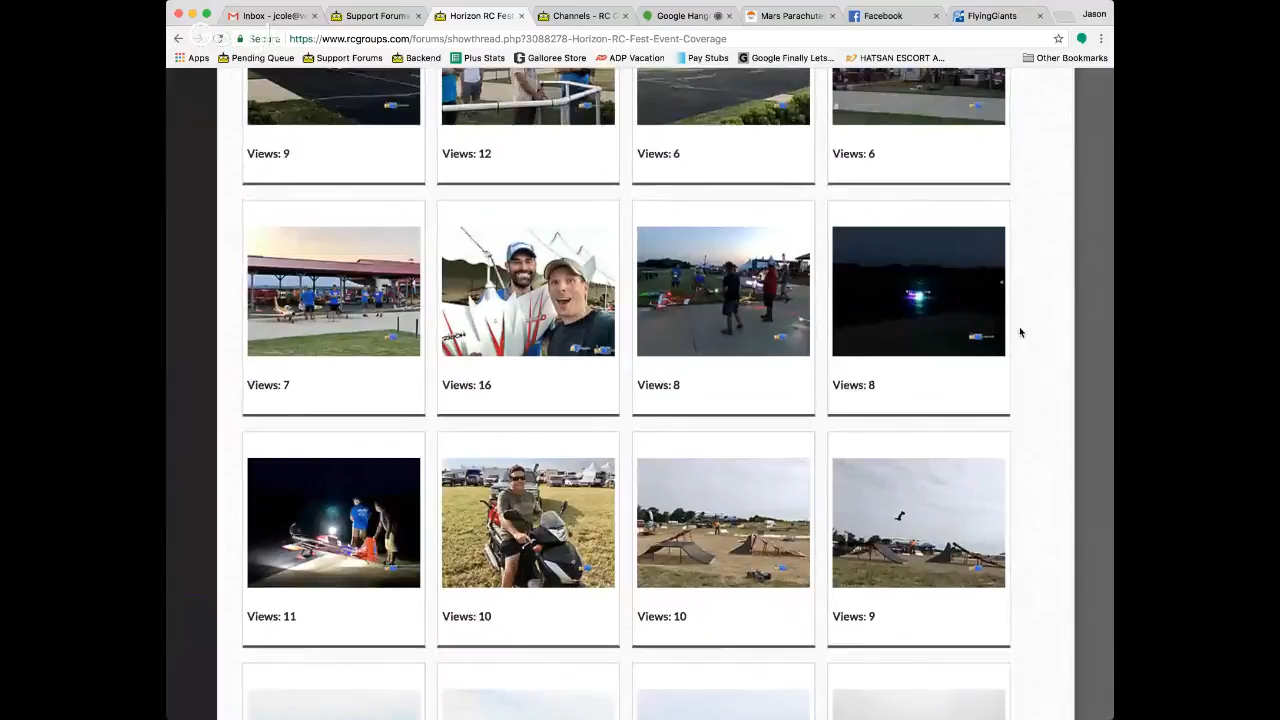 Inbox - jcole@v
Support Forums
Horizon RC Fest
Channels - RC G
Google Hang
Mars Parachute
Facebook
FlyingGiants
Jason
Secure
https://www.rcgroups.com/forums/showthread.php?3088278-Horizon-RC-Fest-Event-Coverage
Apps
Pending Queue
Support Forums
Backend
Plus Stats
Galloree Store
ADP Vacation
Pay Stubs
Google Finally Lets...
HATSAN ESCORT A...
Other Bookmarks
Views: 9
Views: 12
Views: 6
Views: 6
Views: 7
Views: 16
Views: 8
Views: 8
Views: 11
Views: 10
Views: 10
Views: 9